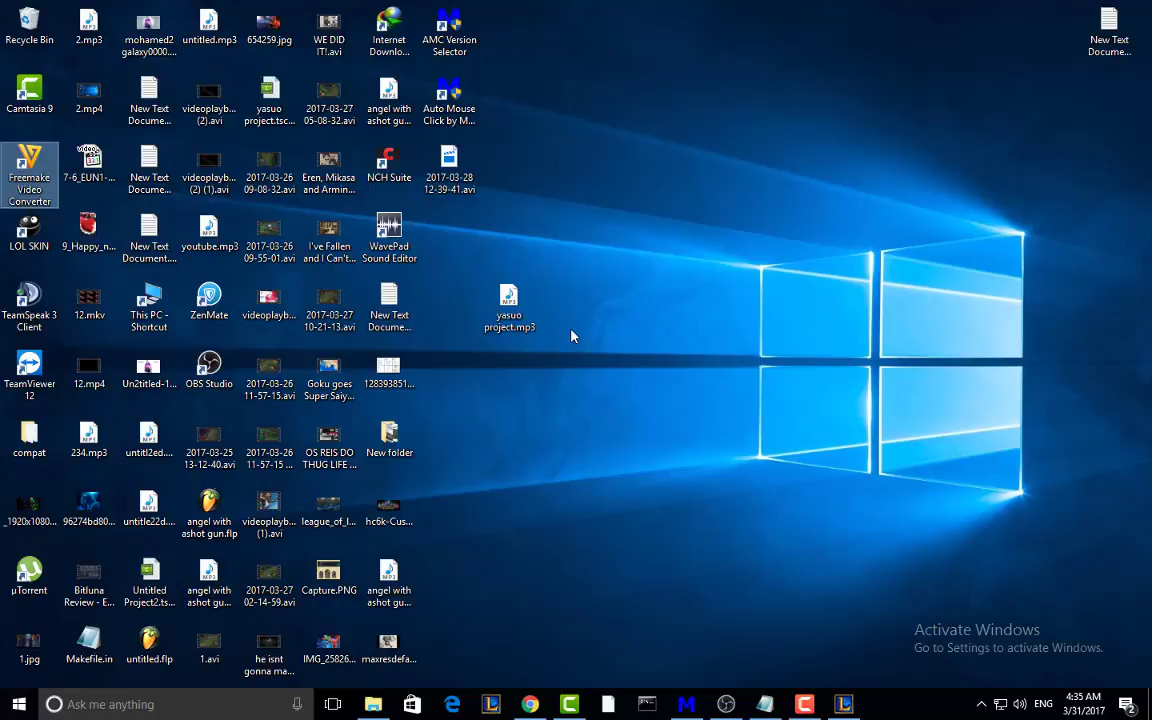 Recycle Bin
2.mp3
mohamed2
galaxy0000....
untitled.mp3
654259.jpg
WE DID
IT!.avi
Internet
Downlo...
AMC Version
Selector
New Text
Docume...
Camtasia 9
2.mp4
New Text
Docume...
videoplayb...
(2).avi
yasuo
project.tsc...
2017-03-27
05-08-32.avi
angel with
ashot gu...
Auto Mouse
Click by M...
Freemake
Video
Converter
7-6_EUN1-...
New Text
Docume...
videoplayb...
(2) (1).avi
2017-03-26
09-08-32.avi
Eren, Mikasa
and Armin...
NCH Suite
2017-03-28
12-39-41.avi
LOL SKIN
9_Happy_n...
New Text
Document....
youtube.mp3
2017-03-26
09-55-01.avi
I've Fallen
and I Can't...
WavePad
Sound Editor
TeamSpeak 3
Client
12.mkv
This PC -
Shortcut
ZenMate
videoplayb...
2017-03-27
10-21-13.avi
New Text
Docume...
MP3
yasuo
project.mp3
TeamViewer
12
12.mp4
Un2titled-1...
OBS Studio
2017-03-26
11-57-15.avi
Goku goes
Super Saiy...
128393851...
compat
234.mp3
untitl2ed....
2017-03-25
13-12-40.avi
2017-03-26
11-57-15 ...
OS REIS DO
THUG LIFE ...
New folder
_1920x1080...
96274bd80...
untitle22d....
angel with
ashot gun.flp
videoplayb...
(1).avi
league_of_l...
hc6k-Cus...
µTorrent
Bitluna
Review - E...
Untitled
Project2.ts...
angel with
ashot gu...
2017-03-27
02-14-59.avi
Capture.PNG
angel with
ashot gu...
1.jpg
Makefile.in
untitled.flp
1.avi
he isnt
gonna ma...
IMG_25826...
maxresdefa...
Activate Windows
Go to Settings to activate Windows.
Ask me anything
ENG
4:35 AM
3/31/2017
2